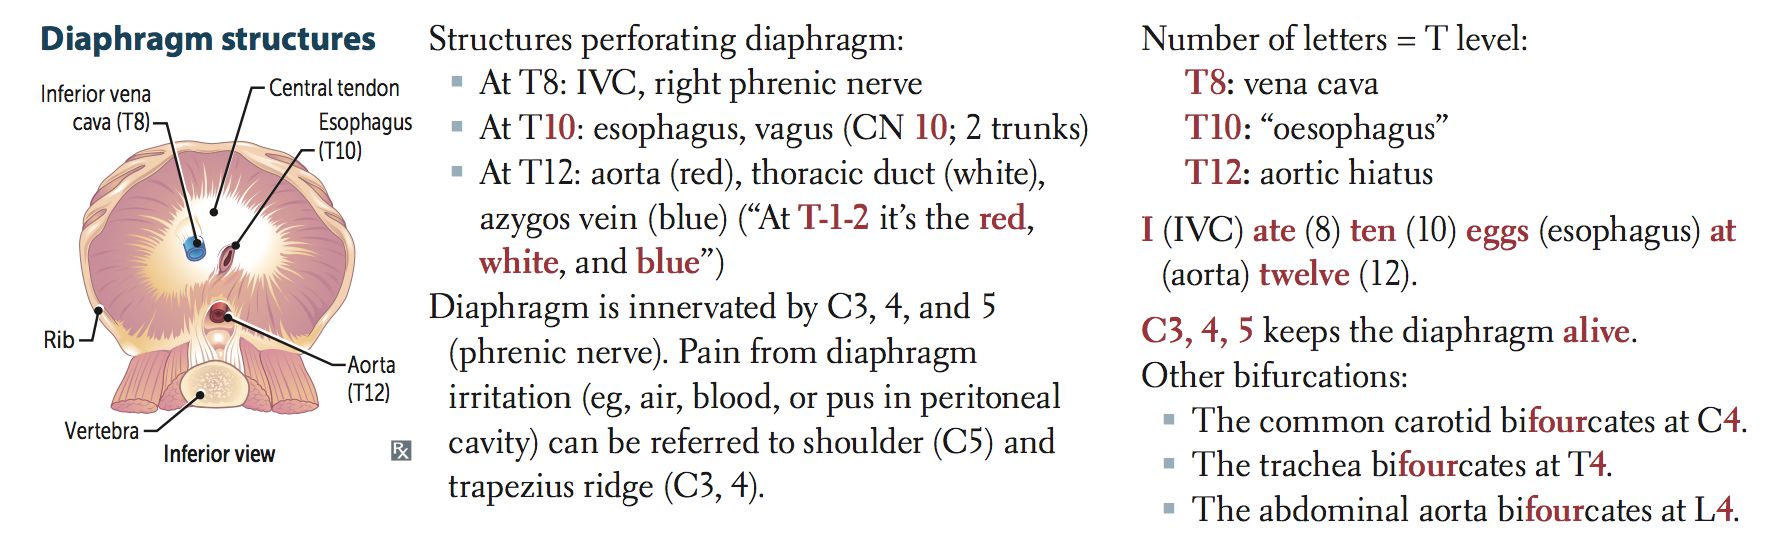 Diaphragm structures
Inferior vena
cava (T8)
Central tendon
Esophagus
(T10)
Rib
Aorta
(T12)
Vertebra
Inferior view
Rx
Structures perforating diaphragm:
▪ At T8: IVC, right phrenic nerve
▪ At T10: esophagus, vagus (CN 10; 2 trunks)
▪ At T12: aorta (red), thoracic duct (white),
azygos vein (blue) (“At T-1-2 it’s the red,
white, and blue”)
Diaphragm is innervated by C3, 4, and 5
(phrenic nerve). Pain from diaphragm
irritation (eg, air, blood, or pus in peritoneal
cavity) can be referred to shoulder (C5) and
trapezius ridge (C3, 4).
Number of letters = T level:
T8: vena cava
T10: “oesophagus”
T12: aortic hiatus
I (IVC) ate (8) ten (10) eggs (esophagus) at
(aorta) twelve (12).
C3, 4, 5 keeps the diaphragm alive.
Other bifurcations:
▪ The common carotid bifourcates at C4.
▪ The trachea bifourcates at T4.
▪ The abdominal aorta bifourcates at L4.